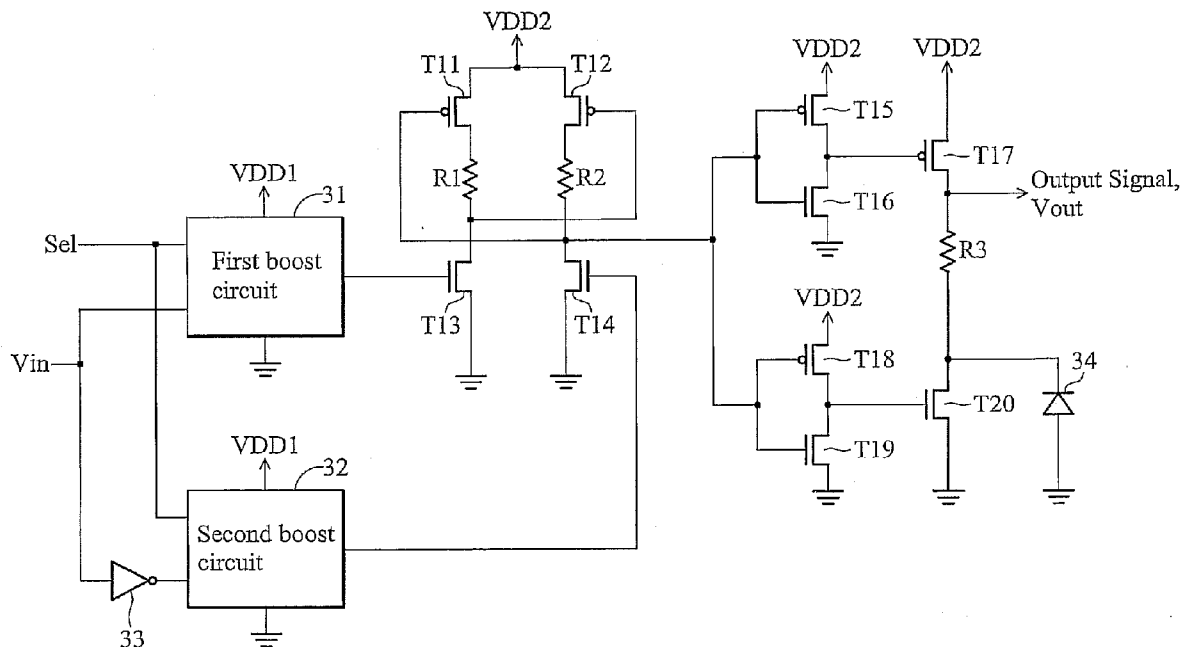 VDD2
VDD2
VDD2
T11
T12
T15
T17
R1
R2
VDD1
31
T16
Output Signal,
Vout
Sel
First boost
circuit
R3
T13
T14
VDD2
Vin
T18
34
T20
VDD1
T19
32
Second boost
circuit
33